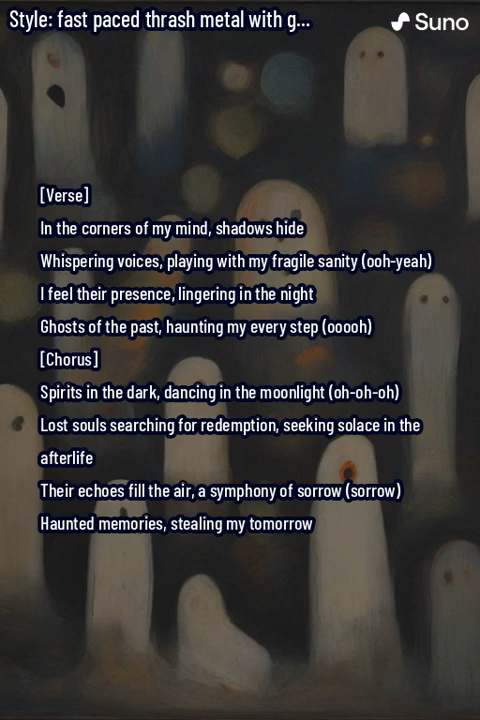 Style: fast paced thrash metal with g...
Suno
[Verse]
In the corners of my mind, shadows hide
Whispering voices, playing with my fragile sanity (ooh-yeah)
I feel their presence, lingering in the night
Ghosts of the past, haunting my every step (ooooh)
[Chorus]
Spirits in the dark, dancing in the moonlight (oh-oh-oh)
Lost souls searching for redemption, seeking solace in the
afterlife
Their echoes fill the air, a symphony of sorrow (sorrow)
Haunted memories, stealing my tomorrow